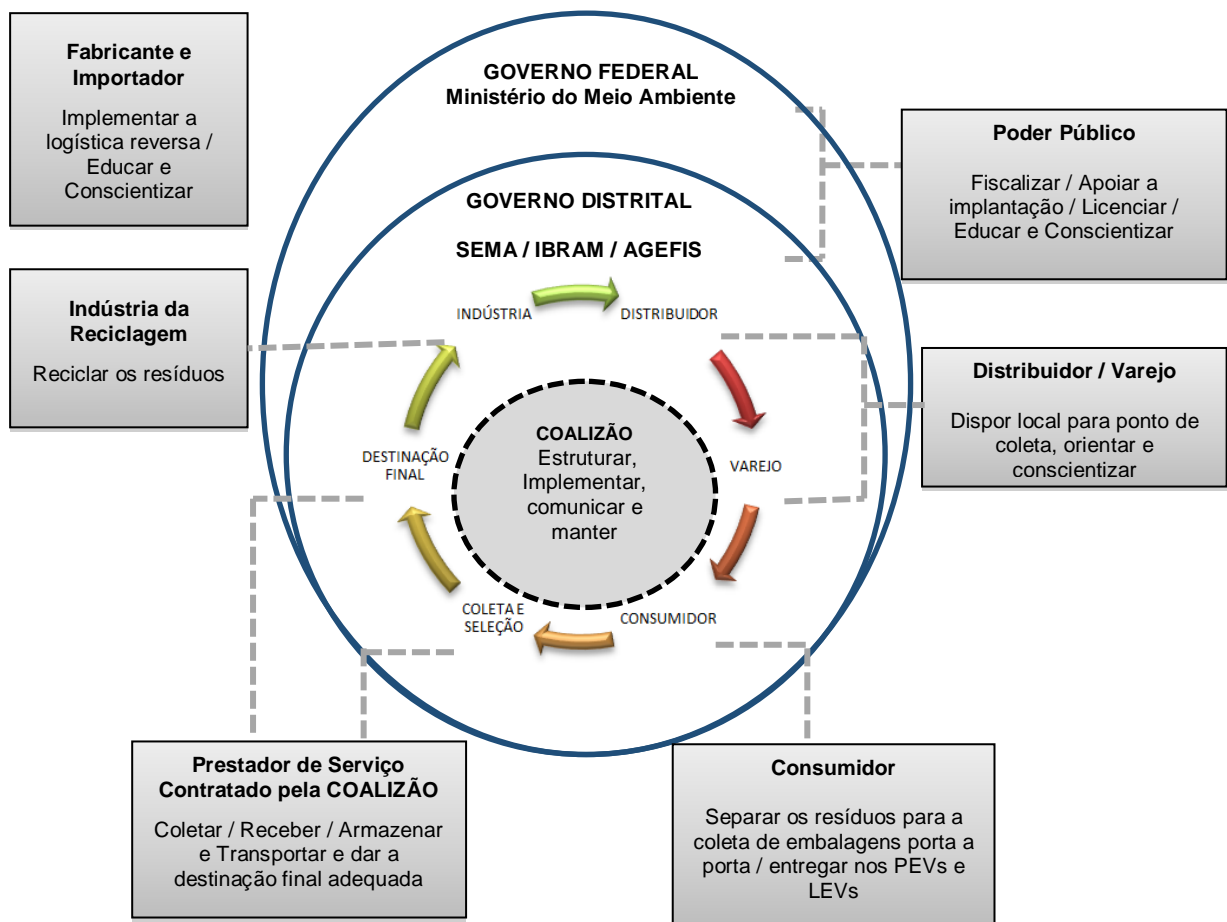 Fabricante e
Importador
Implementar a
logística reversa /
Educar e
Conscientizar
GOVERNO FEDERAL
Ministério do Meio Ambiente
Poder Público
Fiscalizar / Apoiar a
implantação / Licenciar /
Educar e Conscientizar
GOVERNO DISTRITAL
SEMA / IBRAM / AGEFIS
Indústria da
Reciclagem
Reciclar os resíduos
INDÚSTRIA
DISTRIBUIDOR
Distribuidor / Varejo
Dispor local para ponto de
coleta, orientar e
conscientizar
COALIZÃO
Estruturar,
Implementar,
comunicar e
manter
DESTINAÇÃO
FINAL
VAREJO
COLETA E
SELEÇÃO
CONSUMIDOR
Prestador de Serviço
Contratado pela COALIZÃO
Coletar / Receber / Armazenar
e Transportar e dar a
destinação final adequada
Consumidor
Separar os resíduos para a
coleta de embalagens porta a
porta / entregar nos PEVs e
LEVs